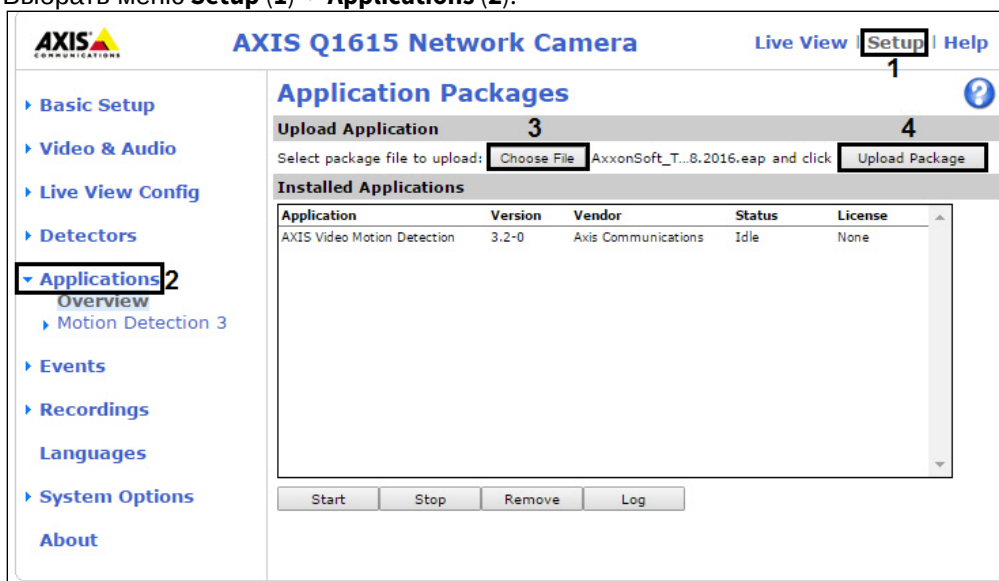 Выбрать меню Setup (1) → Applications (2).
AXIS
COMMUNICATIONS
AXIS Q1615 Network Camera
Live View | Setup | Help
1
Basic Setup
Video & Audio
Live View Config
Detectors
Applications 2
Overview
Motion Detection 3
Events
Recordings
Languages
System Options
About
Application Packages
Upload Application
3
4
Select package file to upload: Choose File AxxonSoft_T...8.2016.eap and click Upload Package
Installed Applications
Application Version Vendor Status License
AXIS Video Motion Detection 3.2-0 Axis Communications Idle None
Start Stop Remove Log